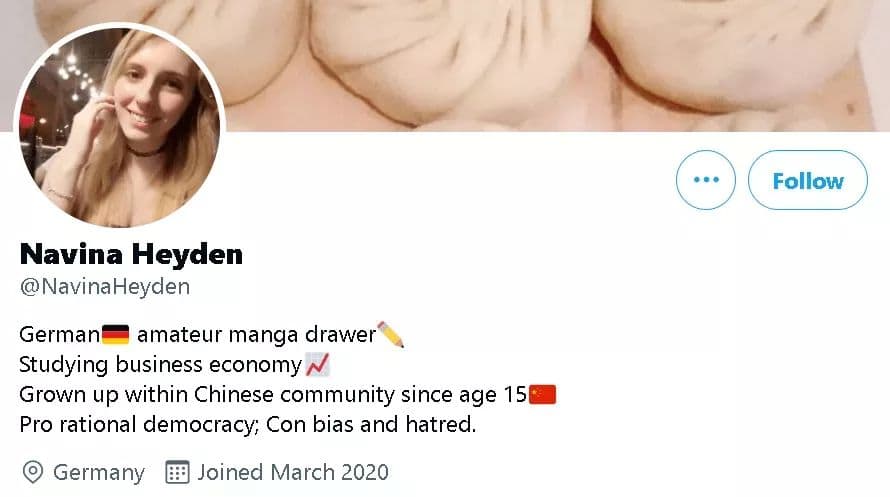 Follow
Navina Heyden
@NavinaHeyden
German🇩🇪 amateur manga drawer✏️
Studying business economy📈
Grown up within Chinese community since age 15🇨🇳
Pro rational democracy; Con bias and hatred.
Germany Joined March 2020